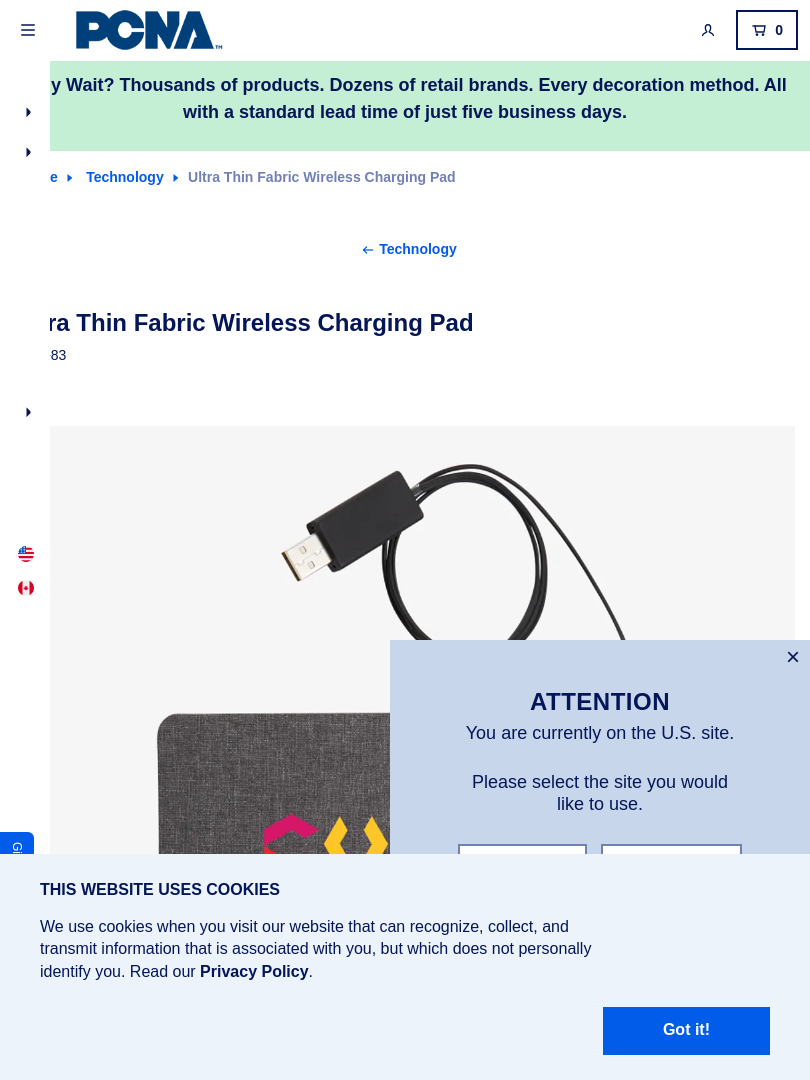 PCNA
TM
0
y Wait? Thousands of products. Dozens of retail brands. Every decoration method. All
with a standard lead time of just five business days.
e Technology Ultra Thin Fabric Wireless Charging Pad
← Technology
ra Thin Fabric Wireless Charging Pad
83
×
ATTENTION
You are currently on the U.S. site.
Please select the site you would
like to use.
THIS WEBSITE USES COOKIES
We use cookies when you visit our website that can recognize, collect, and
transmit information that is associated with you, but which does not personally
identify you. Read our Privacy Policy.
Got it!